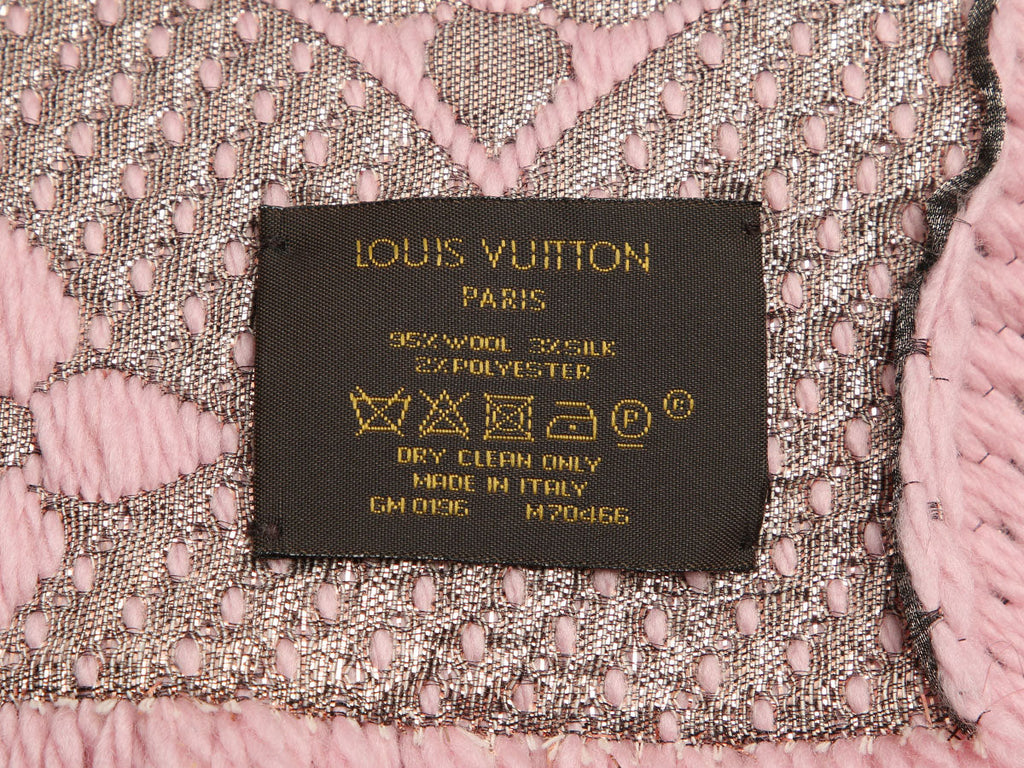 LOUIS VUITTON
PARIS
95% WOOL 3% SILK
2% POLYESTER
P P
DRY CLEAN ONLY
MADE IN ITALY
GM 0196 M70466